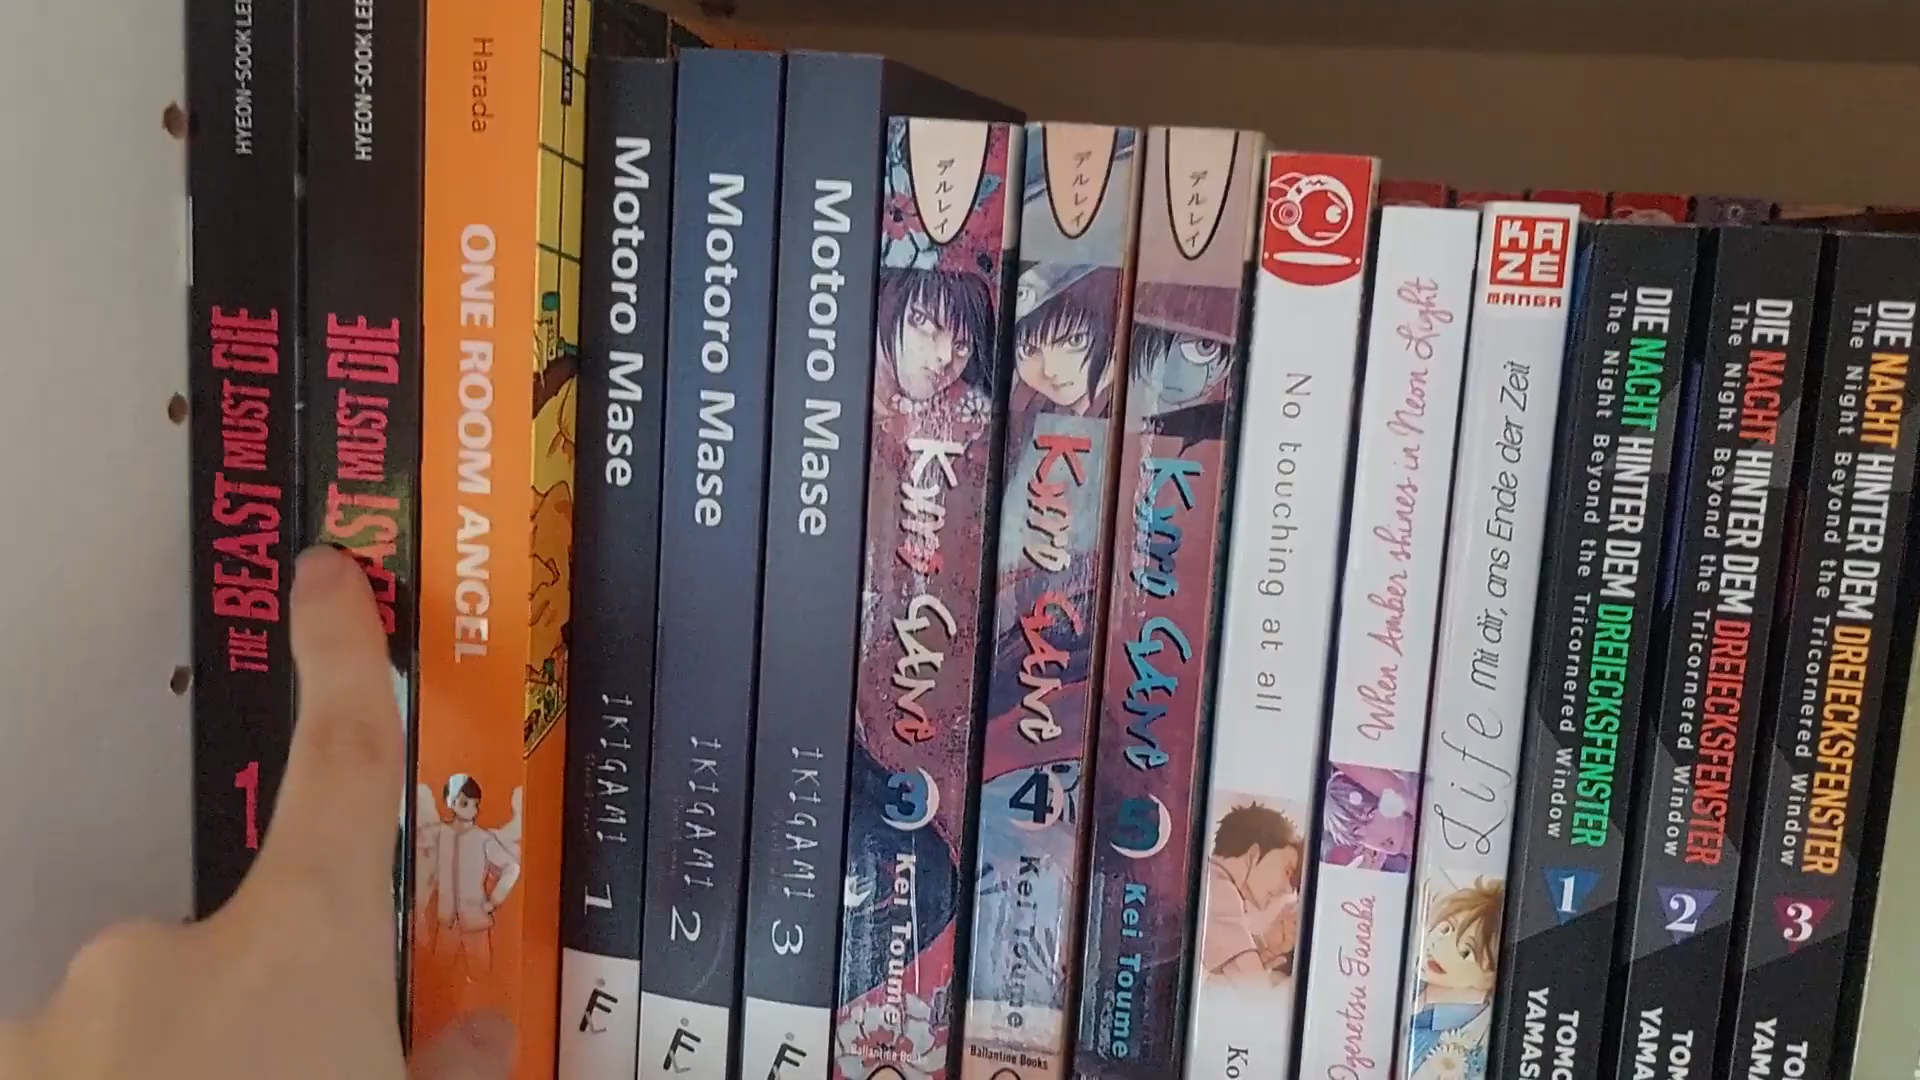 HYEON-SOOK LEE
THE BEAST MUST DIE
1
HYEON-SOOK LEE
BEAST MUST DIE
Harada
ONE ROOM ANGEL
Motoro Mase
IKIGAMI 1
Motoro Mase
IKIGAMI 2
Motoro Mase
IKIGAMI 3
アルレイ
Kuro Gane
3
Kei Toume
Ballantine Books
アルレイ
Kuro Gane
4
Kei Toume
Ballantine Books
アルレイ
Kuro Gane
5
Kei Toume
No touching at all
Ko
When Amber shines in Neon Light
Ogeretsu Tanaka
KAZE
MANGA
Life Mit dir, ans Ende der Zeit
DIE NACHT HINTER DEM DREIECKSFENSTER
The Night Beyond the Tricornered Window
1
TOMO
YAMAS
DIE NACHT HINTER DEM DREIECKSFENSTER
The Night Beyond the Tricornered Window
2
TOM
YAMA
DIE NACHT HINTER DEM DREIECKSFENSTER
The Night Beyond the Tricornered Window
3
TO
YAM